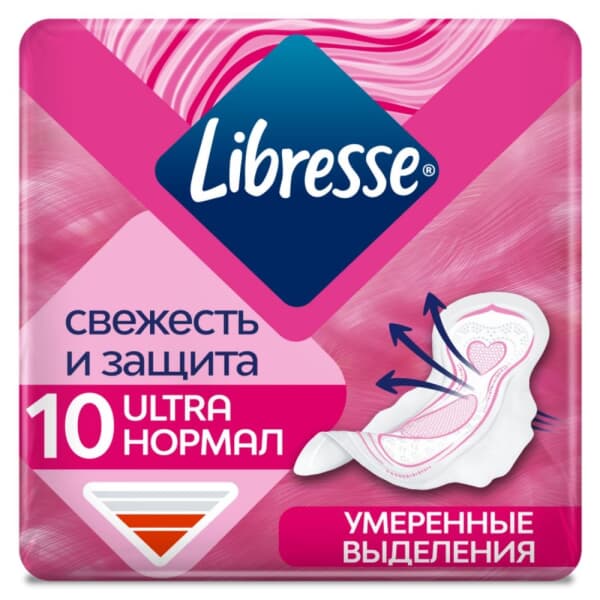 Libresse®
свежесть
и защита
10 ULTRA
НОРМАЛ
УМЕРЕННЫЕ
ВЫДЕЛЕНИЯ